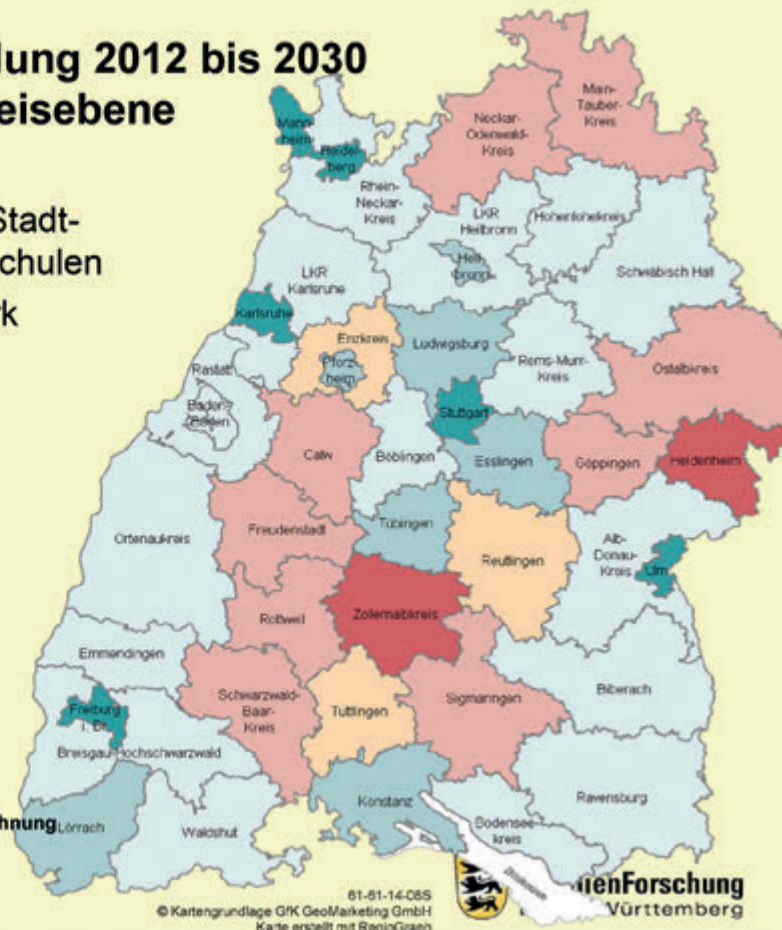 lung 2012 bis 2030
eisebene
Stadt-
chulen
k
Main-
Tauber-
Kreis
Neckar-
Odenwald-
Kreis
Mann-
heim
Heidel-
berg
Rhein-
Neckar-
Kreis
LKR
Heilbronn
Hohenlohekreis
Heil-
bronn
Schwäbisch Hall
LKR
Karlsruhe
Karlsruhe
Enzkreis
Pforz-
heim
Ludwigsburg
Rems-Murr-
Kreis
Ostalbkreis
Rastatt
Baden-
Baden
Stuttgart
Calw
Böblingen
Esslingen
Göppingen
Heidenheim
Ortenaukreis
Freudenstadt
Tübingen
Reutlingen
Alb-
Donau-
Kreis
Ulm
Rottweil
Zollernalbkreis
Emmendingen
Schwarzwald-
Baar-
Kreis
Tuttlingen
Sigmaringen
Biberach
Freiburg
i. Br.
Breisgau-Hochschwarzwald
Konstanz
Ravensburg
hnung
Lörrach
Waldshut
Bodensee-
kreis
61-61-14-06S
© Kartengrundlage GfK GeoMarketing GmbH
Karte erstellt mit RegioGraph
ienForschung
Württemberg